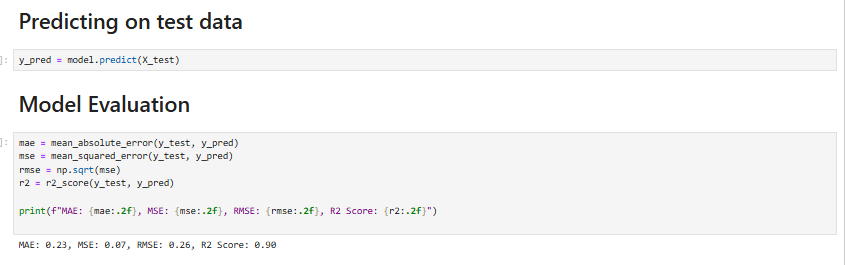 Predicting on test data
]: y_pred = model.predict(X_test)
Model Evaluation
]: mae = mean_absolute_error(y_test, y_pred)
mse = mean_squared_error(y_test, y_pred)
rmse = np.sqrt(mse)
r2 = r2_score(y_test, y_pred)
print(f"MAE: {mae:.2f}, MSE: {mse:.2f}, RMSE: {rmse:.2f}, R2 Score: {r2:.2f}")
MAE: 0.23, MSE: 0.07, RMSE: 0.26, R2 Score: 0.90